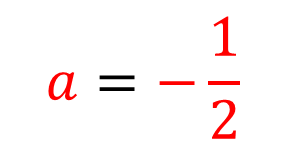 a = − 1/2